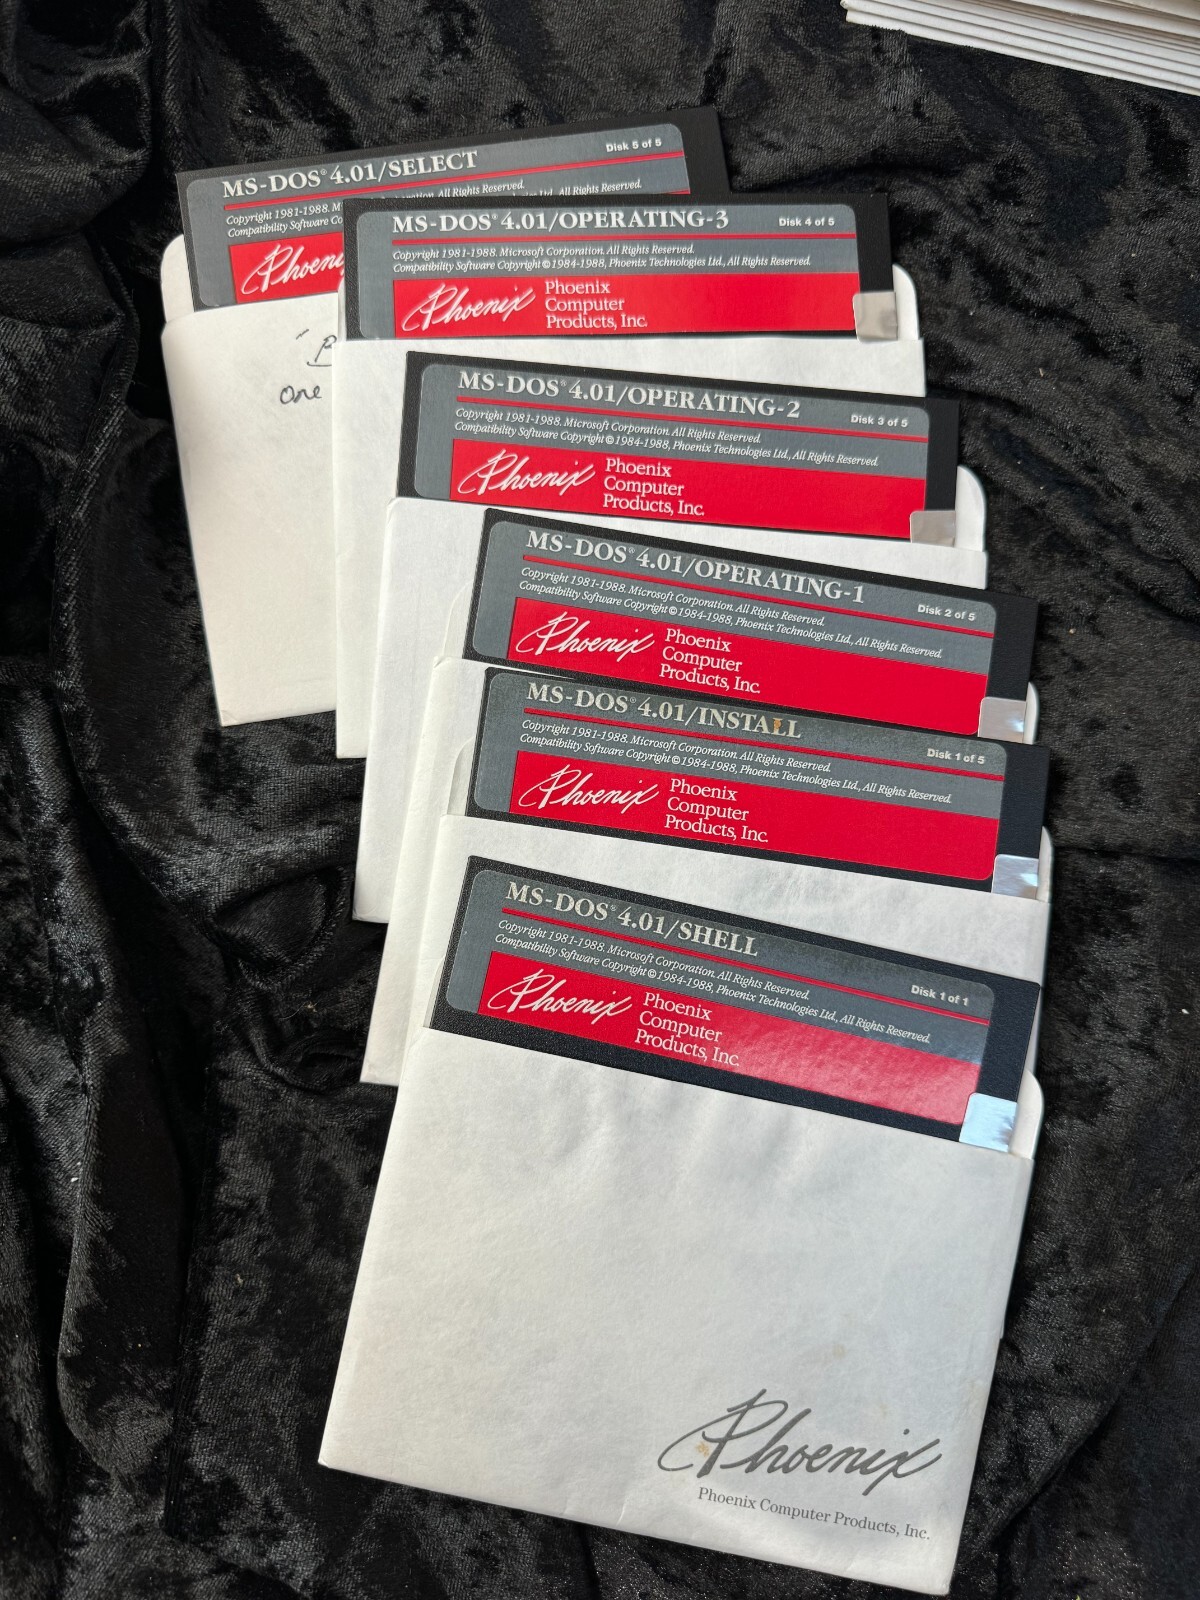 MS-DOS® 4.01/SELECT
Disk 5 of 5
Copyright 1981-1988. All Rights Reserved.
Compatibility Software Co Ltd., All Rights Reserved.
Phoeni
one
MS-DOS® 4.01/OPERATING-3
Disk 4 of 5
Copyright 1981-1988. Microsoft Corporation. All Rights Reserved.
Compatibility Software Copyright © 1984-1988, Phoenix Technologies Ltd., All Rights Reserved.
Phoenix
Phoenix
Computer
Products, Inc.
MS-DOS® 4.01/OPERATING-2
Disk 3 of 5
Copyright 1981-1988. Microsoft Corporation. All Rights Reserved.
Compatibility Software Copyright © 1984-1988, Phoenix Technologies Ltd., All Rights Reserved.
Phoenix
Phoenix
Computer
Products, Inc.
MS-DOS® 4.01/OPERATING-1
Disk 2 of 5
Copyright 1981-1988. Microsoft Corporation. All Rights Reserved.
Compatibility Software Copyright © 1984-1988, Phoenix Technologies Ltd., All Rights Reserved.
Phoenix
Phoenix
Computer
Products, Inc.
MS-DOS® 4.01/INSTALL
Disk 1 of 5
Copyright 1981-1988. Microsoft Corporation. All Rights Reserved.
Compatibility Software Copyright © 1984-1988, Phoenix Technologies Ltd., All Rights Reserved.
Phoenix
Phoenix
Computer
Products, Inc.
MS-DOS® 4.01/SHELL
Disk 1 of 1
Copyright 1981-1988. Microsoft Corporation. All Rights Reserved.
Compatibility Software Copyright © 1984-1988, Phoenix Technologies Ltd., All Rights Reserved.
Phoenix
Phoenix
Computer
Products, Inc.
Phoenix
Phoenix Computer Products, Inc.